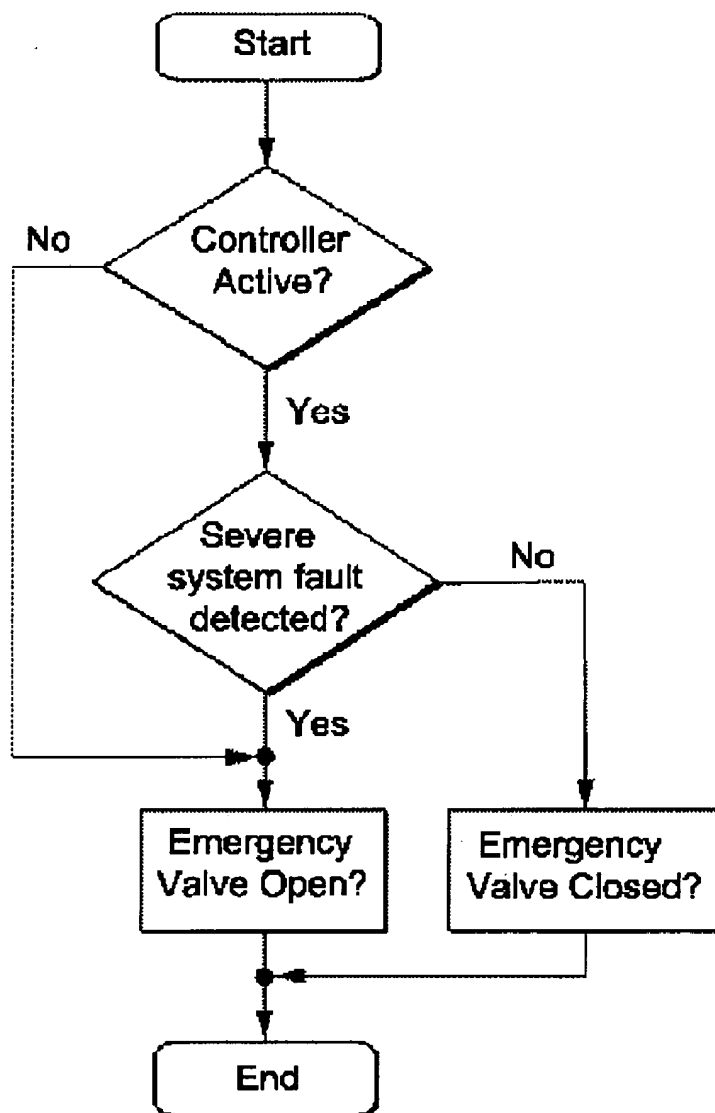 Start
No
Controller
Active?
Yes
Severe
system fault
detected?
No
Yes
Emergency
Valve Open?
Emergency
Valve Closed?
End